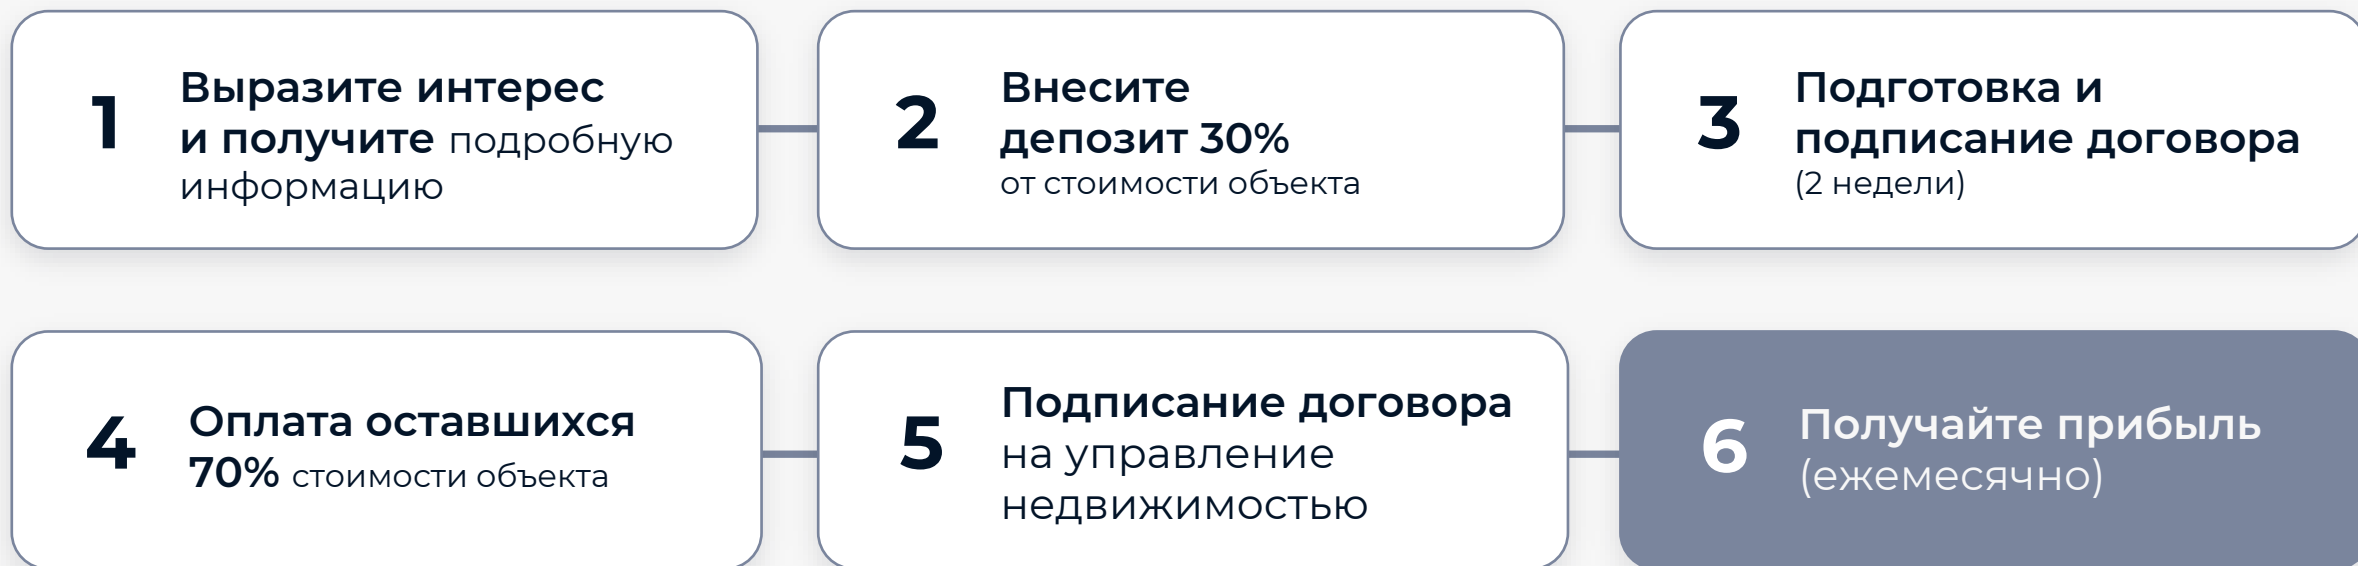 1
Выразите интерес
и получите подробную
информацию
2
Внесите
депозит 30%
от стоимости объекта
3
Подготовка и
подписание договора
(2 недели)
4
Оплата оставшихся
70% стоимости объекта
5
Подписание договора
на управление
недвижимостью
6
Получайте прибыль
(ежемесячно)